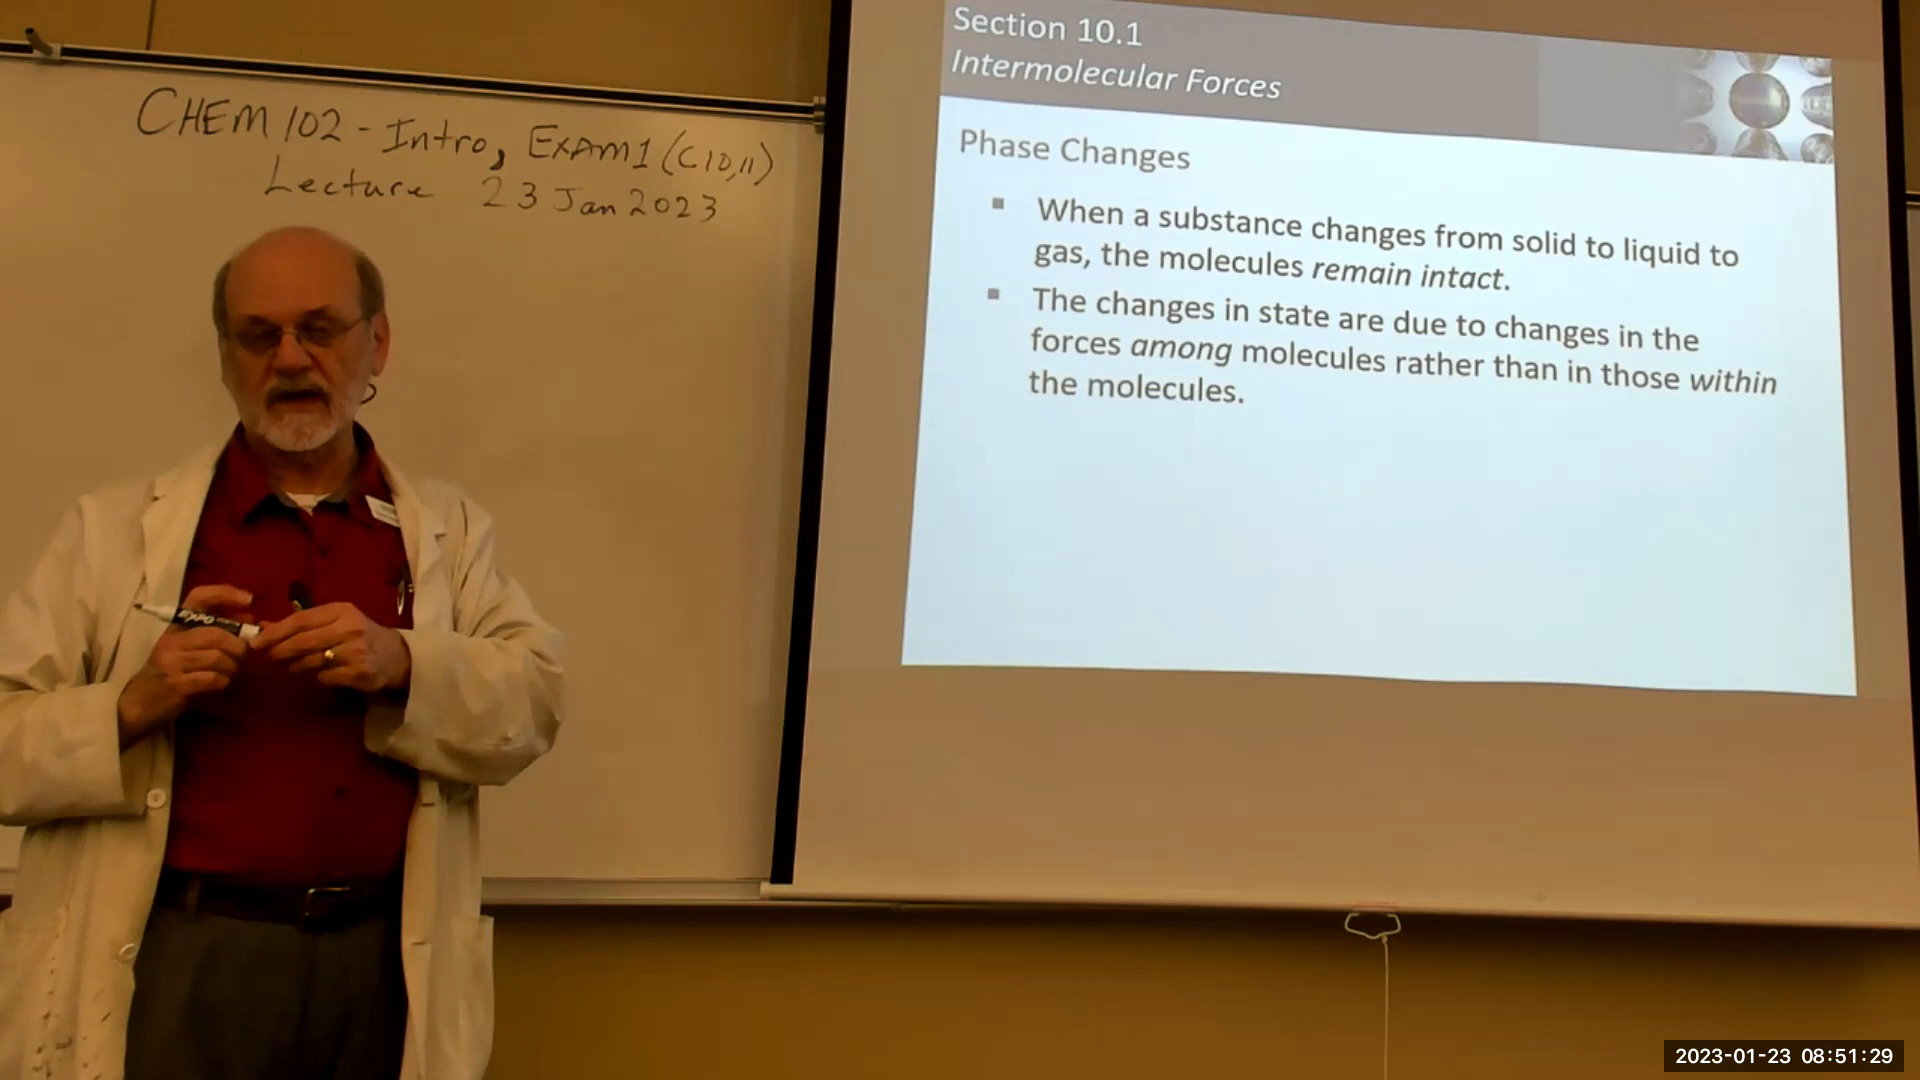 CHEM 102 - Intro, EXAM 1 (C10,11)
Lecture 23 Jan 2023
Section 10.1
Intermolecular Forces
Phase Changes
▪ When a substance changes from solid to liquid to
gas, the molecules remain intact.
▪ The changes in state are due to changes in the
forces among molecules rather than in those within
the molecules.
2023-01-23 08:51:29